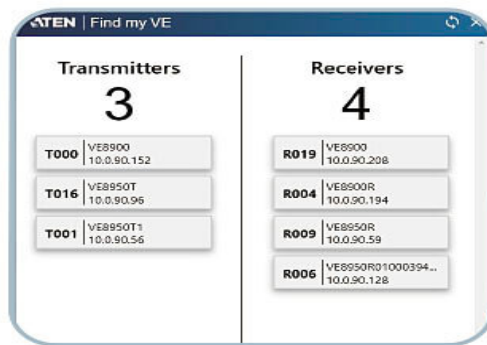 ATEN | Find my VE
Transmitters
3
T000 VE8900
10.0.90.152
T016 VE8950T
10.0.90.96
T001 VE8950T1
10.0.90.56
Receivers
4
R019 VE8900
10.0.90.208
R004 VE8900R
10.0.90.194
R009 VE8950R
10.0.90.59
R006 VE8950R01000394...
10.0.90.128